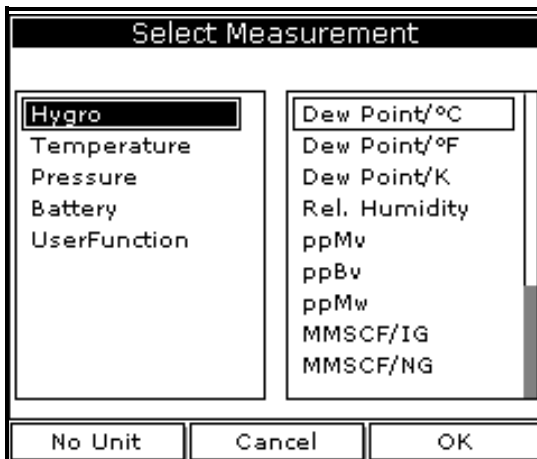 Select Measurement
Hygro
Temperature
Pressure
Battery
UserFunction
Dew Point/°C
Dew Point/°F
Dew Point/K
Rel. Humidity
ppMv
ppBv
ppMw
MMSCF/IG
MMSCF/NG
No Unit
Cancel
OK